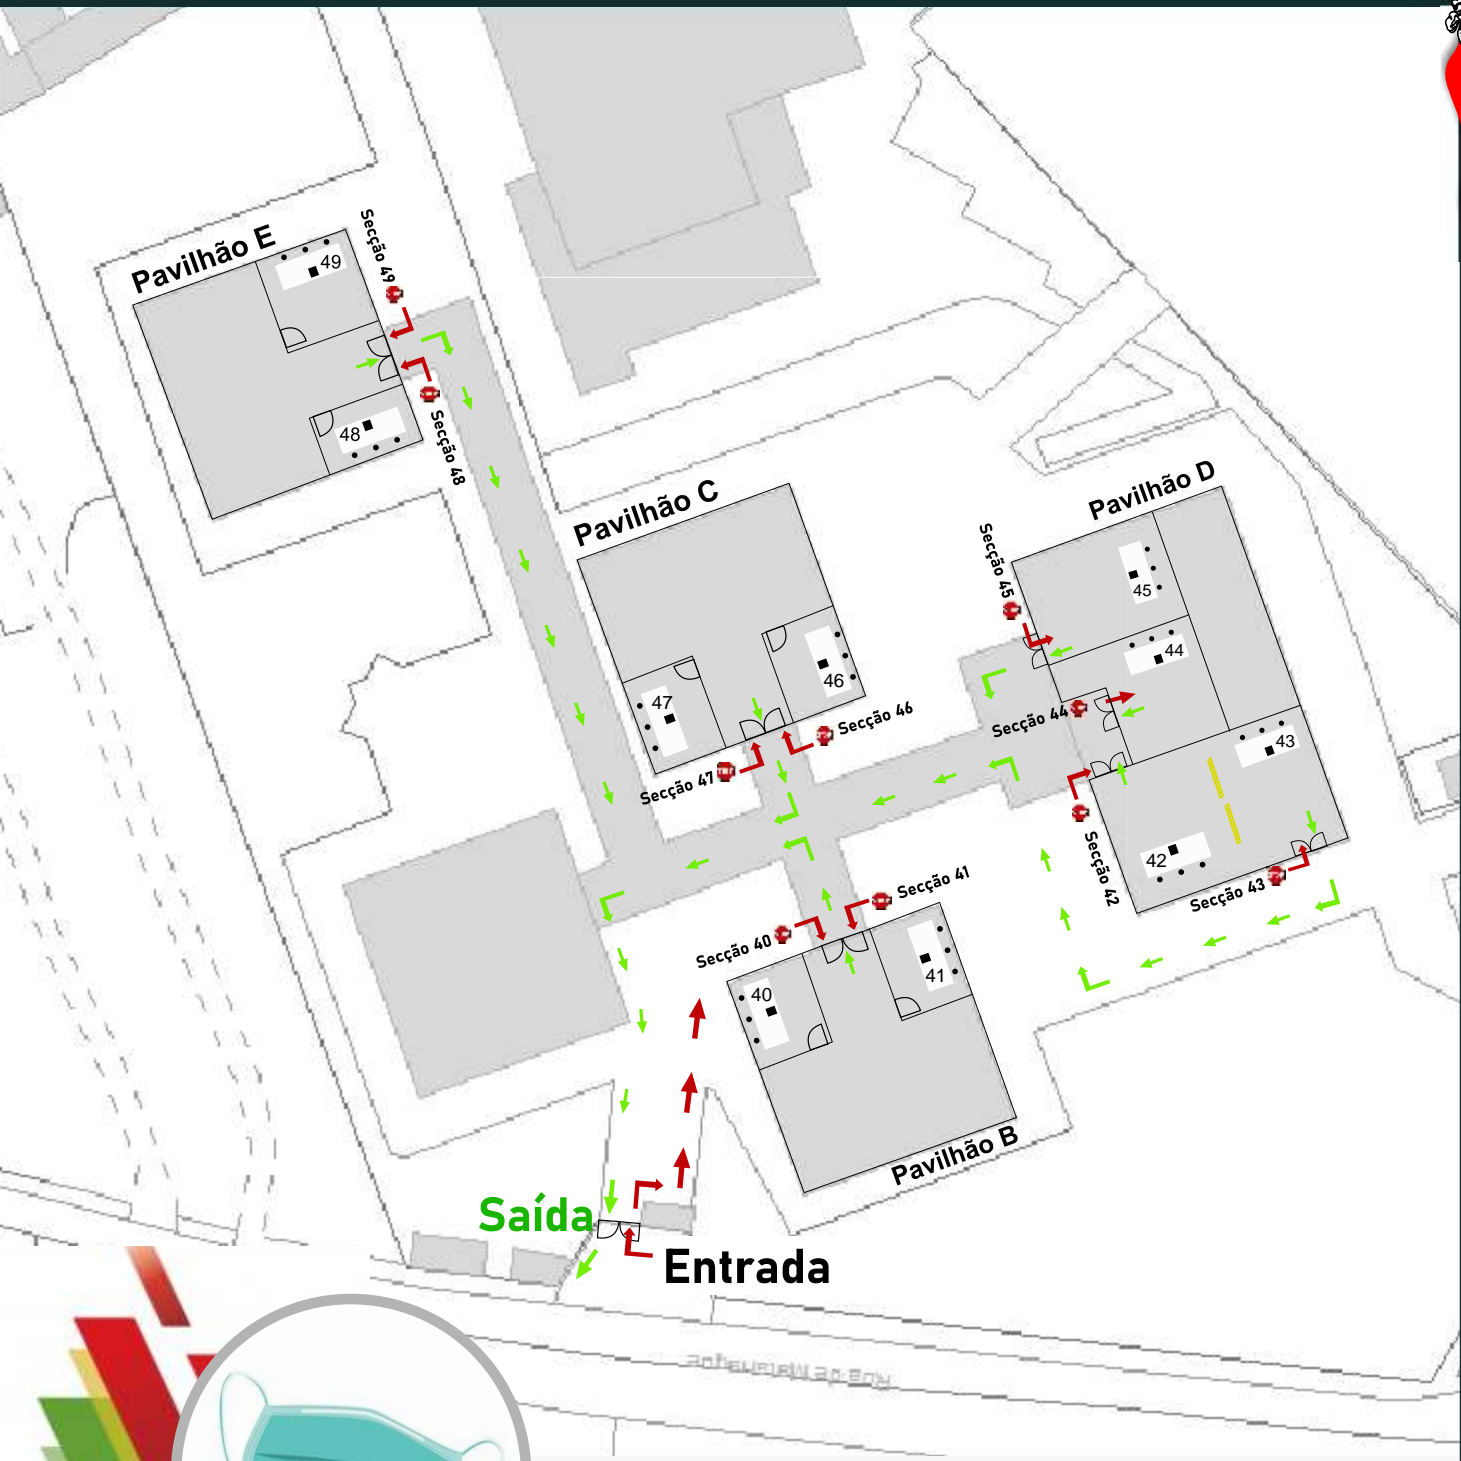 Pavilhão E
49
Secção 49
48
Secção 48
Pavilhão C
47
46
Secção 46
Secção 47
Pavilhão D
Secção 45
45
44
Secção 44
43
42
Secção 42
Secção 43
Secção 41
Secção 40
40
41
Pavilhão B
Saída
Entrada